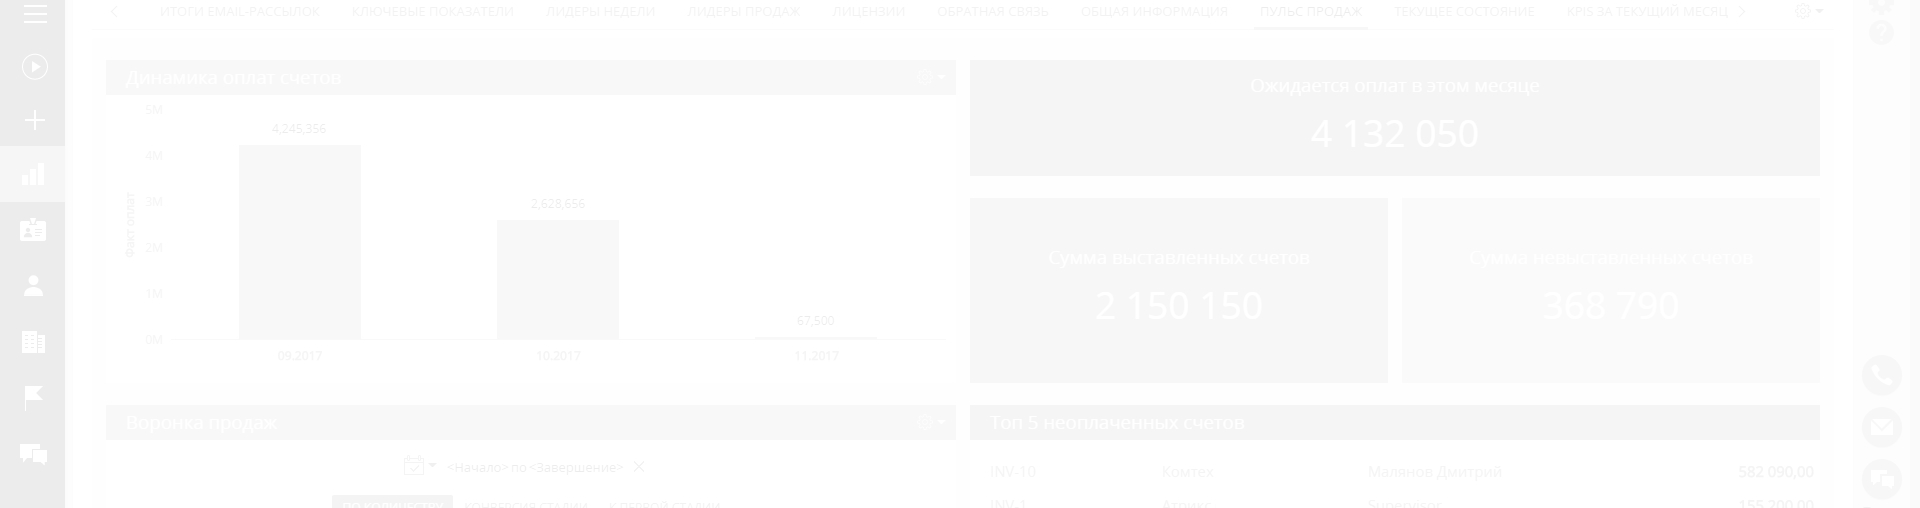 ИТОГИ EMAIL-РАССЫЛОК КЛЮЧЕВЫЕ ПОКАЗАТЕЛИ ЛИДЕРЫ НЕДЕЛИ ЛИДЕРЫ ПРОДАЖ ЛИЦЕНЗИИ ОБРАТНАЯ СВЯЗЬ ОБЩАЯ ИНФОРМАЦИЯ ПУЛЬС ПРОДАЖ ТЕКУЩЕЕ СОСТОЯНИЕ KPIS ЗА ТЕКУЩИЙ МЕСЯЦ
Динамика оплат счетов
5M
4,245,356
4M
3M
2,628,656
Факт оплат
2M
1M
67,500
0M
09.2017 10.2017 11.2017
Ожидается оплат в этом месяце
4 132 050
Сумма выставленных счетов
2 150 150
Сумма невыставленных счетов
368 790
Воронка продаж
<Начало> по <Завершение>
ПО КОЛИЧЕСТВУ КОНВЕРСИЯ СТАДИИ К ПЕРВОЙ СТАДИИ
Топ 5 неоплаченных счетов
INV-10 Комтех Малянов Дмитрий 582 090,00
INV-1 Атрикс Supervisor 155 200,00